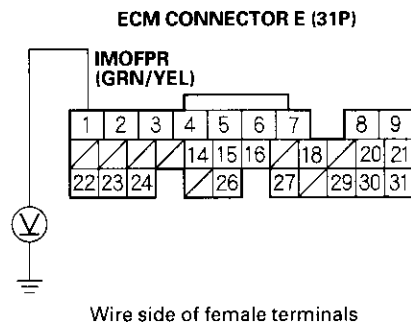 ECM CONNECTOR E (31P)
IMOFPR
(GRN/YEL)
1 2 3 4 5 6 7 8 9
14 15 16 18 20 21
22 23 24 26 27 29 30 31
V
Wire side of female terminals